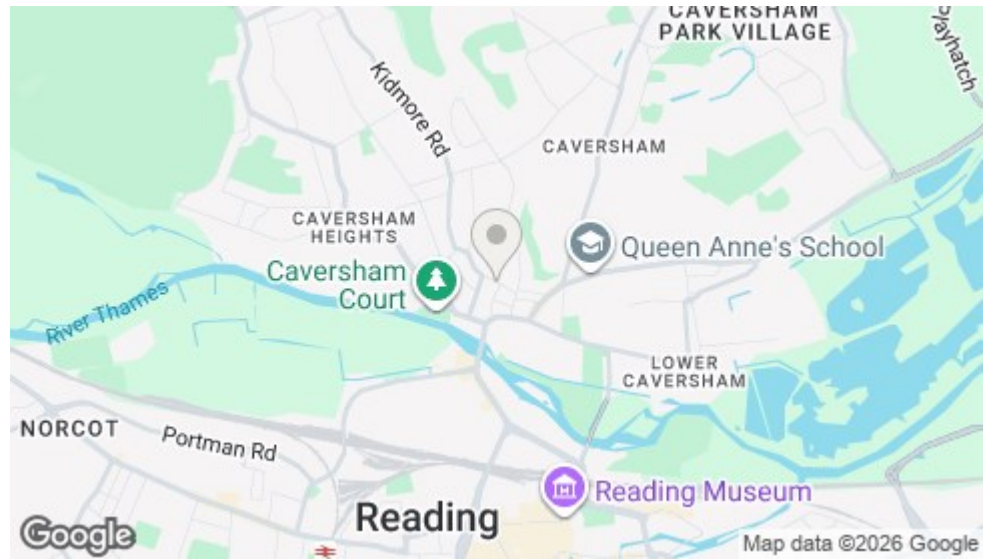 CAVERSHAM
PARK VILLAGE
Kidmore Rd
CAVERSHAM
CAVERSHAM
HEIGHTS
Queen Anne's School
Caversham
Court
River Thames
LOWER
CAVERSHAM
NORCOT
Portman Rd
Reading Museum
Reading
Google
Map data ©2026 Google